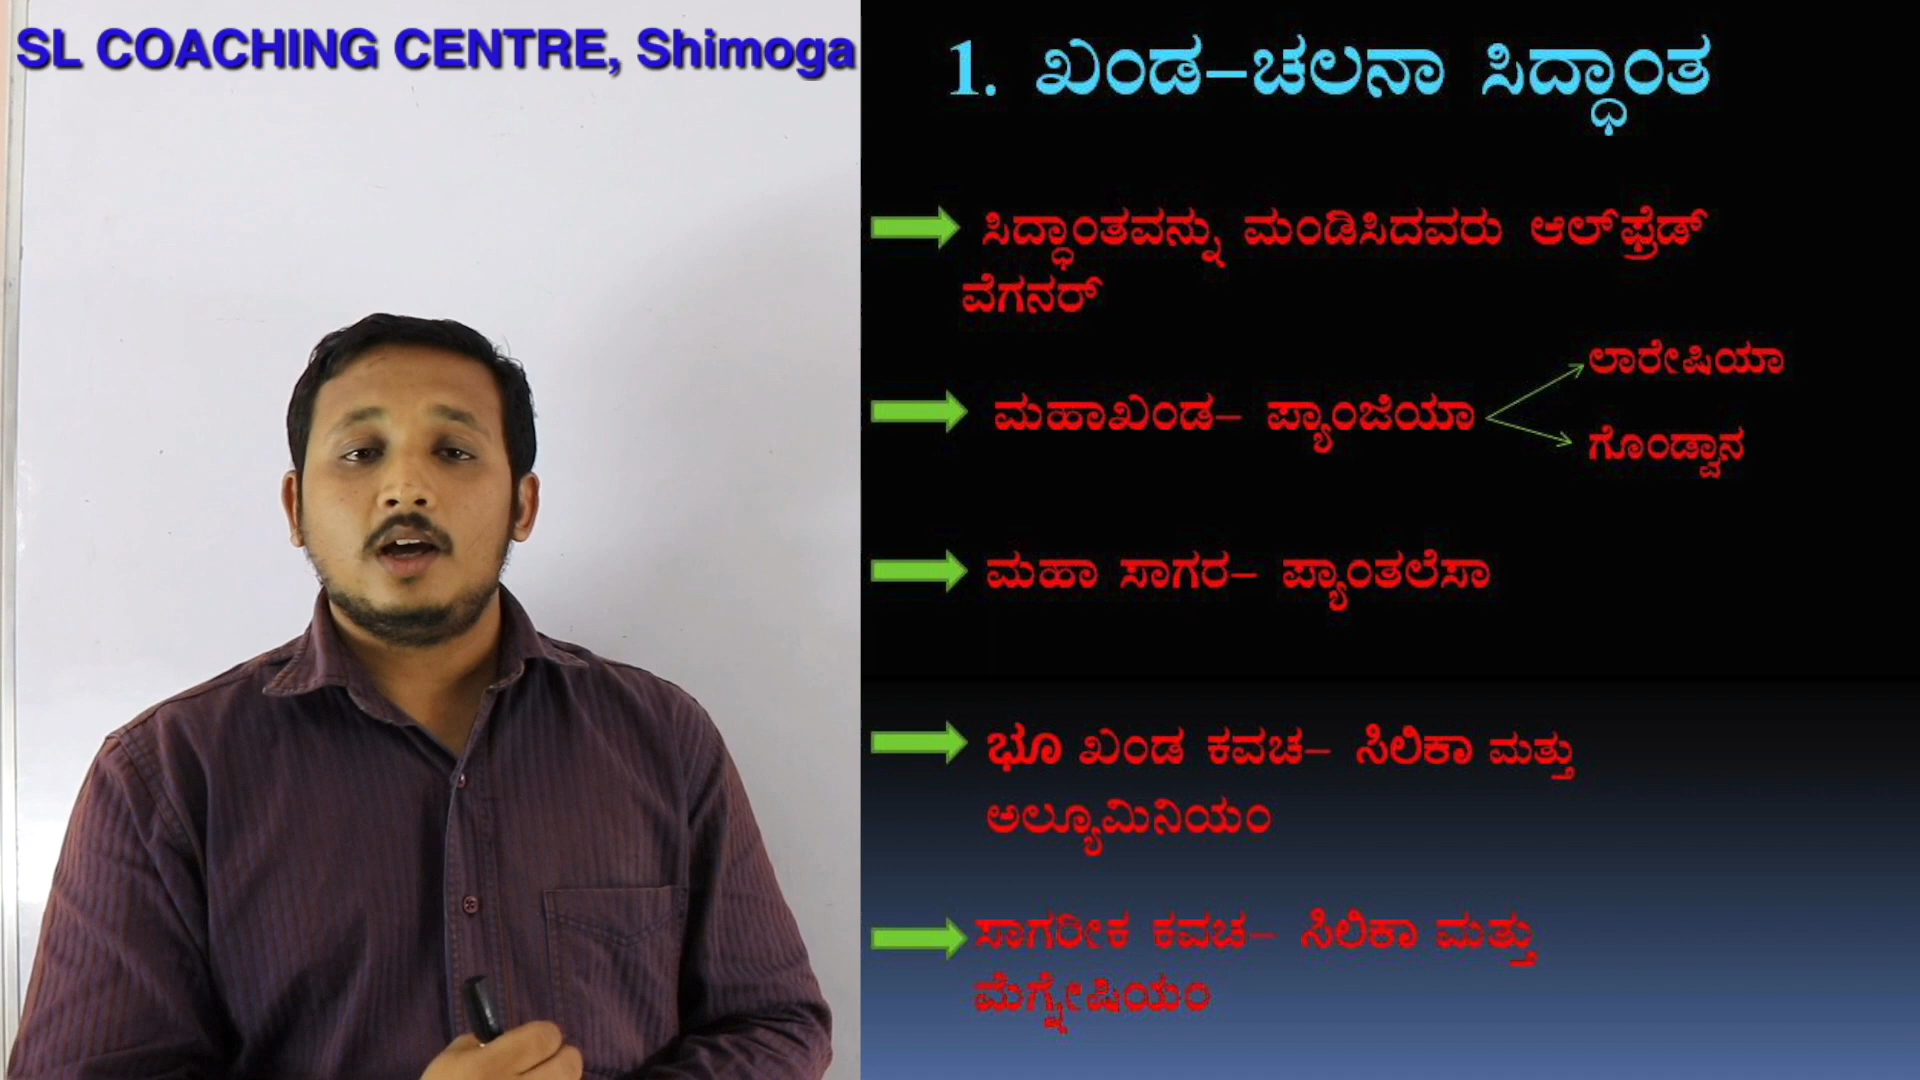 SL COACHING CENTRE, Shimoga
1. ಖಂಡ-ಚಲನಾ ಸಿದ್ಧಾಂತ
ಸಿದ್ಧಾಂತವನ್ನು ಮಂಡಿಸಿದವರು ಆಲ್‌ಫ್ರೆಡ್
ವೆಗನರ್
ಲಾರೇಷಿಯಾ
ಮಹಾಖಂಡ- ಪ್ಯಾಂಜಿಯಾ
ಗೊಂಡ್ವಾನ
ಮಹಾ ಸಾಗರ- ಪ್ಯಾಂತಲೆಸಾ
ಭೂ ಖಂಡ ಕವಚ- ಸಿಲಿಕಾ ಮತ್ತು
ಅಲ್ಯೂಮಿನಿಯಂ
ಸಾಗರೀಕ ಕವಚ- ಸಿಲಿಕಾ ಮತ್ತು
ಮೆಗ್ನೇಷಿಯಂ